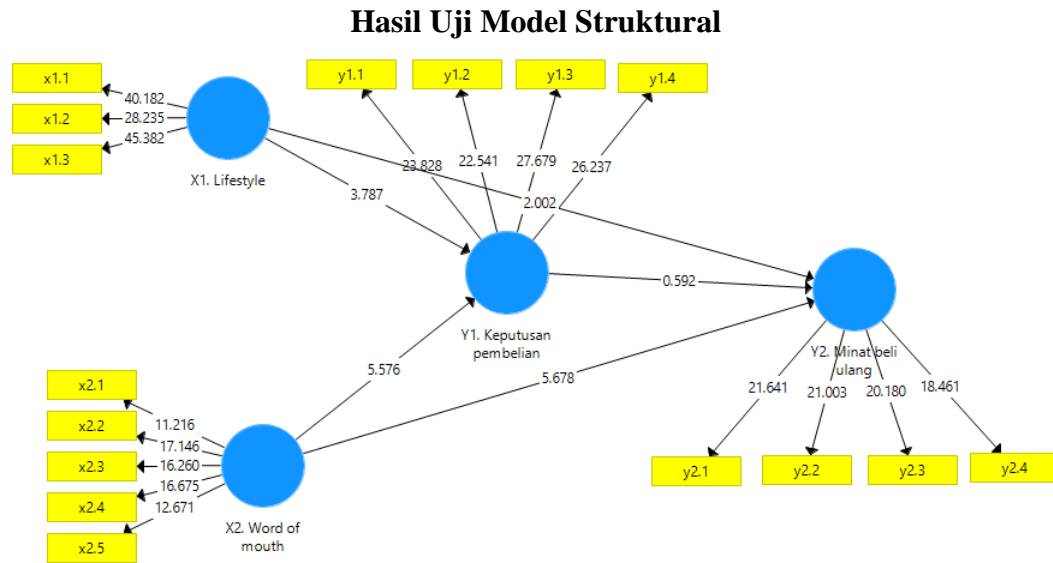 Hasil Uji Model Struktural
x1.1
x1.2
x1.3
40.182
28.235
45.382
X1. Lifestyle
y1.1
y1.2
y1.3
y1.4
23.828
22.541
27.679
26.237
3.787
2.002
0.592
Y1. Keputusan
pembelian
5.576
5.678
Y2. Minat beli
ulang
21.641
21.003
20.180
18.461
y2.1
y2.2
y2.3
y2.4
x2.1
x2.2
x2.3
x2.4
x2.5
11.216
17.146
16.260
16.675
12.671
X2. Word of
mouth